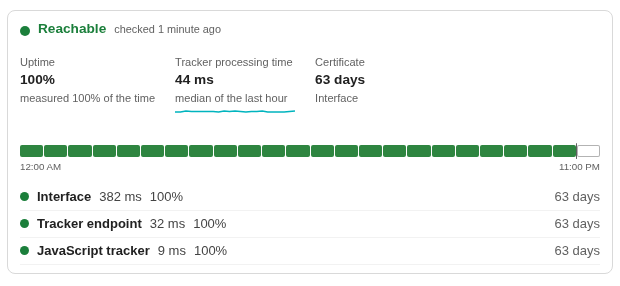 Reachable checked 1 minute ago
Uptime Tracker processing time Certificate
100% 44 ms 63 days
measured 100% of the time median of the last hour Interface
12:00 AM 11:00 PM
Interface 382 ms 100% 63 days
Tracker endpoint 32 ms 100% 63 days
JavaScript tracker 9 ms 100% 63 days